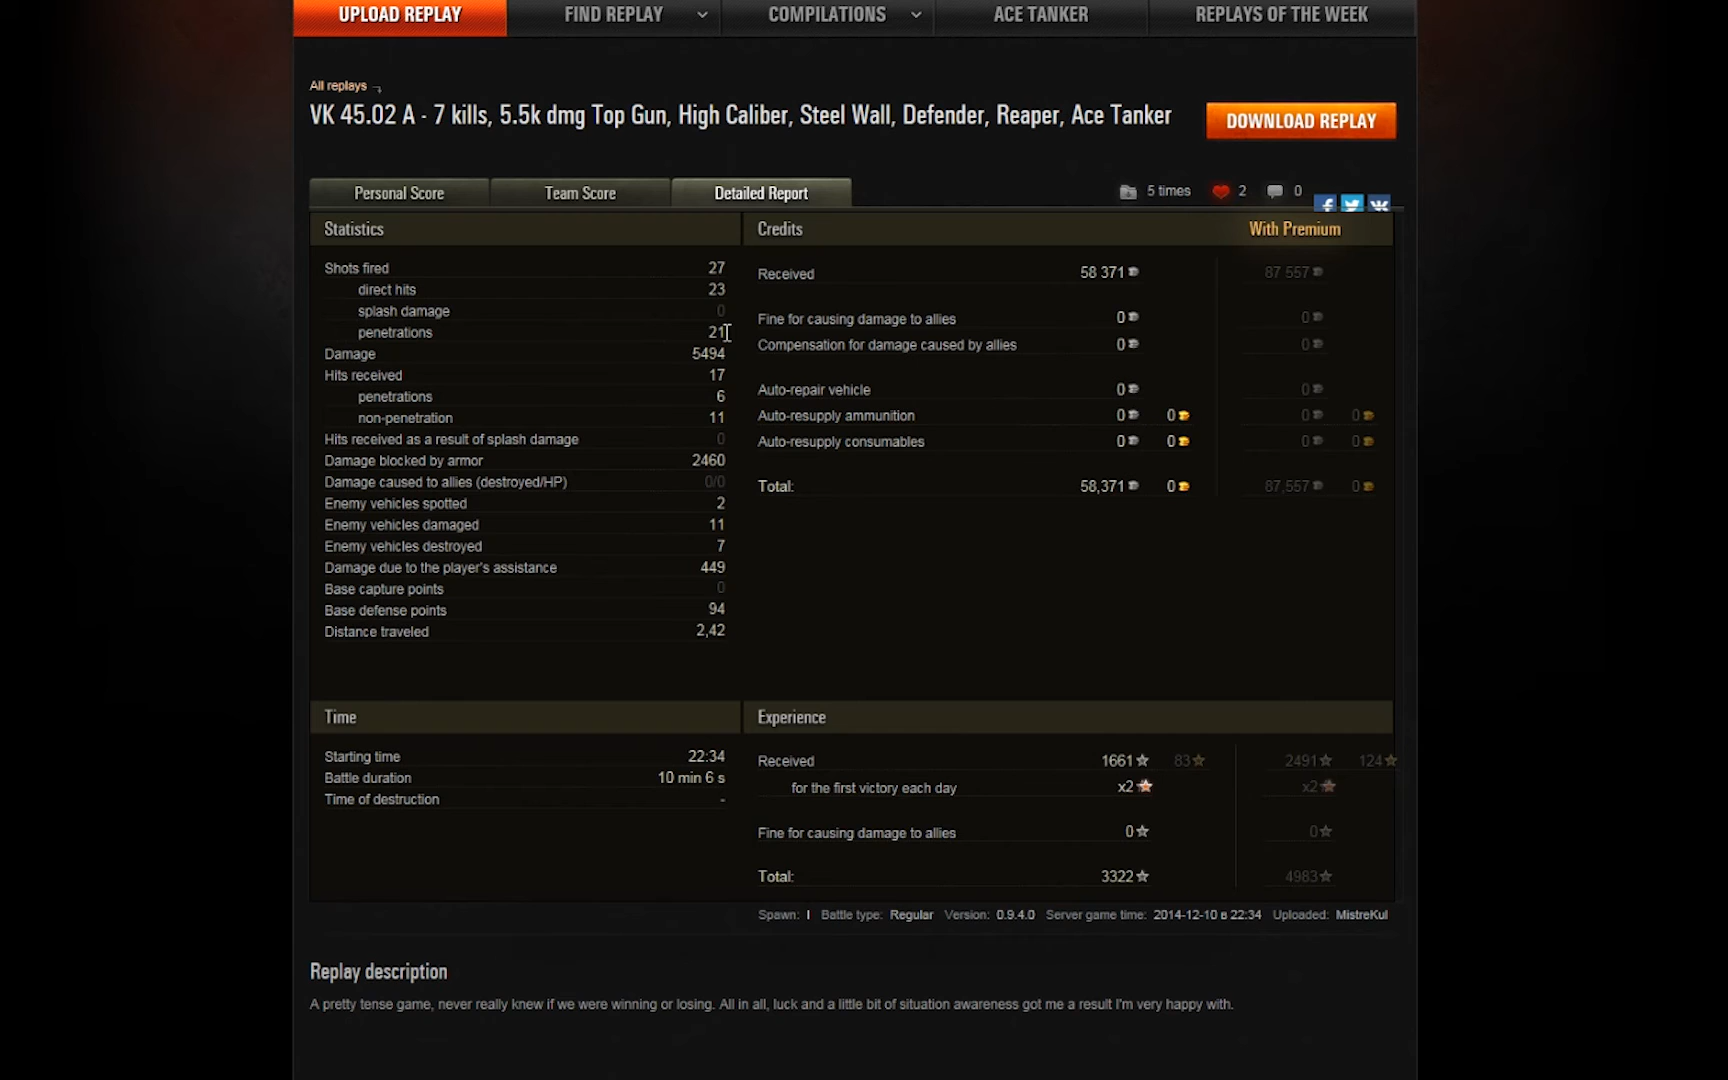 UPLOAD REPLAY FIND REPLAY COMPILATIONS ACE TANKER REPLAYS OF THE WEEK
All replays
VK 45.02 A - 7 kills, 5.5k dmg Top Gun, High Caliber, Steel Wall, Defender, Reaper, Ace Tanker DOWNLOAD REPLAY
Personal Score Team Score Detailed Report 5 times 2 0
Statistics Credits With Premium
Shots fired 27
direct hits 23
splash damage 0
penetrations 21
Damage 5494
Hits received 17
penetrations 6
non-penetration 11
Hits received as a result of splash damage 0
Damage blocked by armor 2460
Damage caused to allies (destroyed/HP) 0/0
Enemy vehicles spotted 2
Enemy vehicles damaged 11
Enemy vehicles destroyed 7
Damage due to the player's assistance 449
Base capture points 0
Base defense points 94
Distance traveled 2,42
Received 58 371 87 557
Fine for causing damage to allies 0 0
Compensation for damage caused by allies 0 0
Auto-repair vehicle 0 0
Auto-resupply ammunition 0 0 0 0
Auto-resupply consumables 0 0 0 0
Total: 58,371 0 87,557 0
Time Experience
Starting time 22:34
Battle duration 10 min 6 s
Time of destruction -
Received 1661 83 2491 124
for the first victory each day x2 x2
Fine for causing damage to allies 0 0
Total: 3322 4983
Spawn: I Battle type: Regular Version: 0.9.4.0 Server game time: 2014-12-10 в 22:34 Uploaded: MistreKul
Replay description
A pretty tense game, never really knew if we were winning or losing. All in all, luck and a little bit of situation awareness got me a result I'm very happy with.